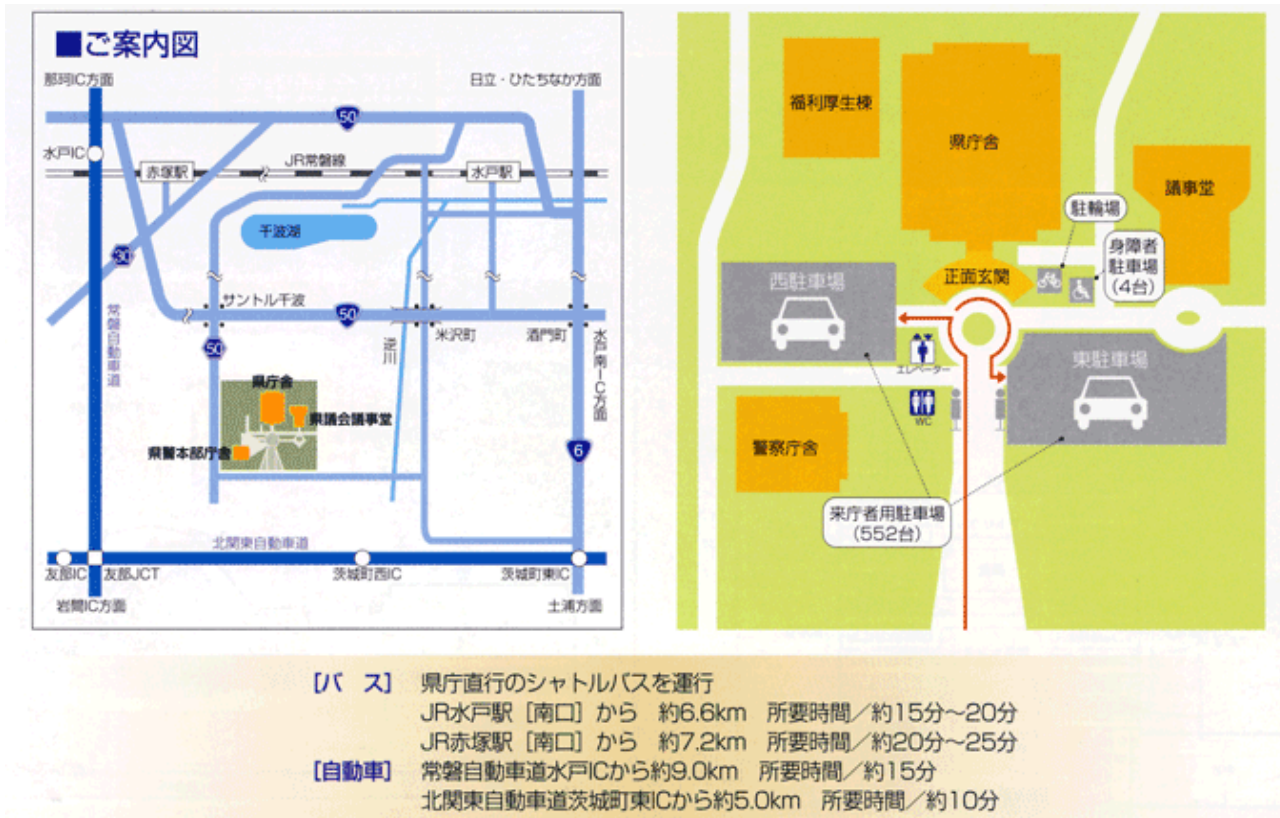 ■ご案内図
那珂IC方面
日立・ひたちなか方面
50
水戸IC
赤塚駅
JR常磐線
水戸駅
千波湖
30
サントル千波
50
50
米沢町
酒門町
常磐自動車道
水戸南IC方面
県庁舎
県議会議事堂
県警本部庁舎
6
北関東自動車道
友部IC
友部JCT
茨城町西IC
茨城町東IC
岩間IC方面
土浦方面
福利厚生棟
県庁舎
議事堂
駐輪場
身障者
駐車場
(4台)
正面玄関
西駐車場
エレベーター
東駐車場
WC
警察庁舎
来庁者用駐車場
(552台)
[バ ス] 県庁直行のシャトルバスを運行
JR水戸駅[南口]から 約6.6km 所要時間/約15分~20分
JR赤塚駅[南口]から 約7.2km 所要時間/約20分~25分
[自動車] 常磐自動車道水戸ICから約9.0km 所要時間/約15分
北関東自動車道茨城町東ICから約5.0km 所要時間/約10分